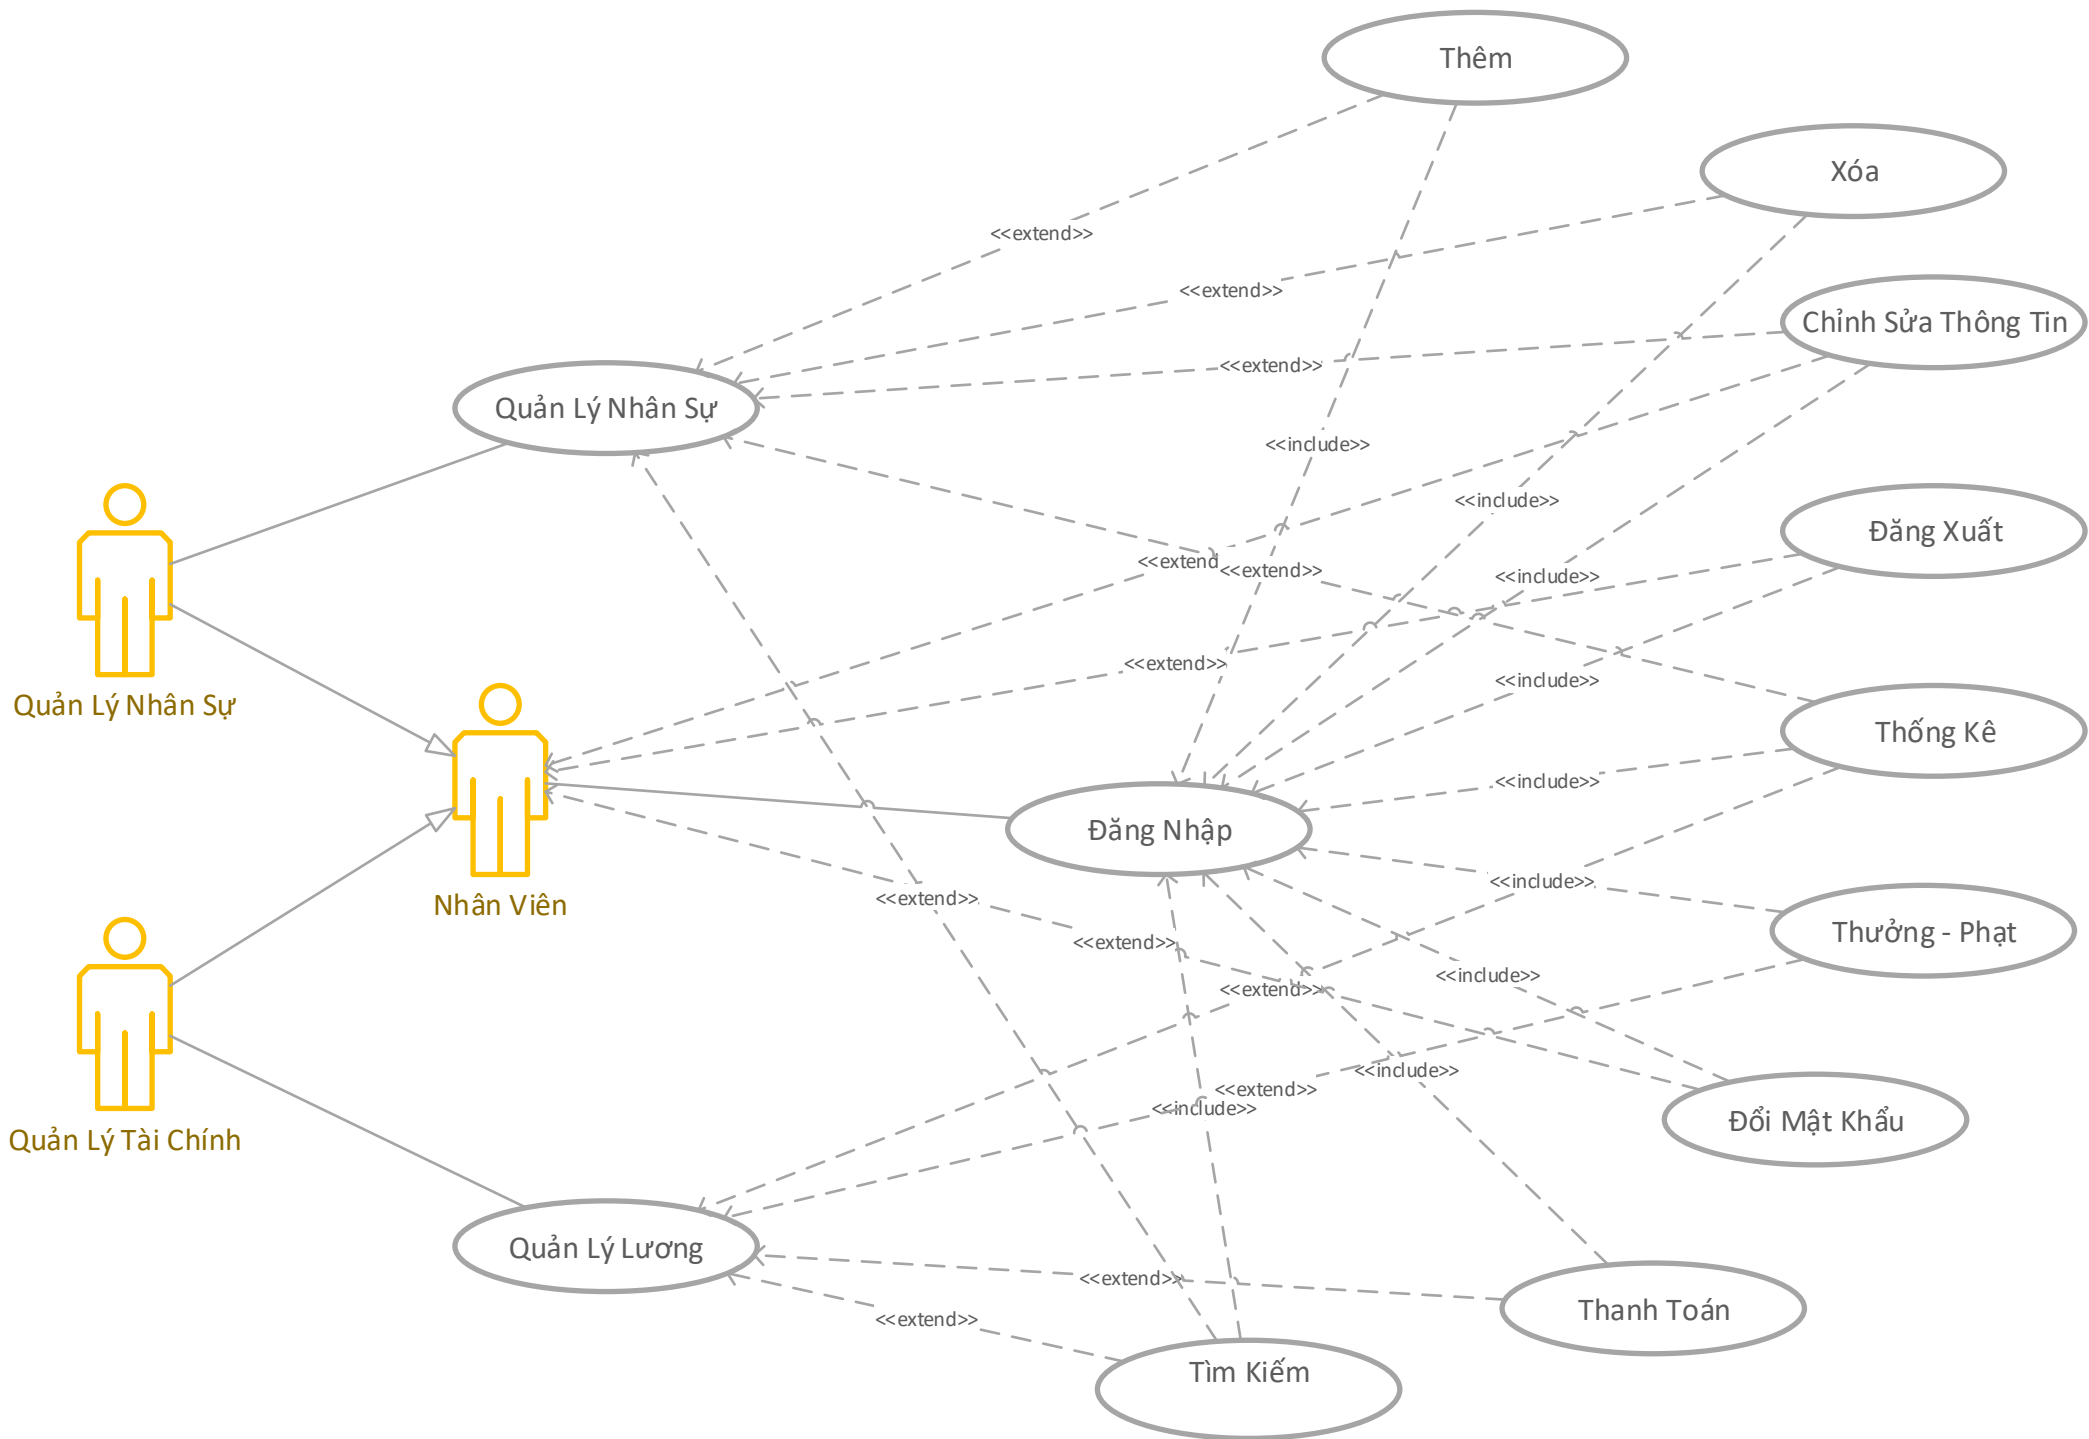 Thêm
Xóa
<<extend>>
<<extend>>
Chỉnh Sửa Thông Tin
<<extend>>
Quản Lý Nhân Sự
<<include>>
<<include>>
Đăng Xuất
<<extend
<<extend>>
<<include>>
<<extend>>
<<include>>
Quản Lý Nhân Sự
Thống Kê
<<include>>
Đăng Nhập
<<include>>
<<extend>>
Nhân Viên
Thưởng - Phạt
<<extend>>
<<include>>
<<extend>>
<<include>>
<<extend>>
<<include>>
Đổi Mật Khẩu
Quản Lý Tài Chính
Quản Lý Lương
<<extend>>
Thanh Toán
<<extend>>
Tìm Kiếm